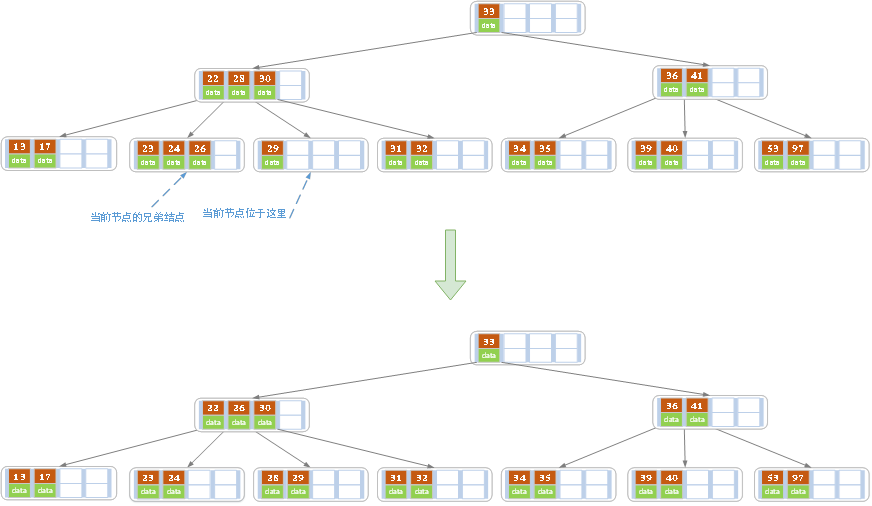 33
data
22 28 30
data data data
36 41
data data
13 17
data data
23 24 26
data data data
29
data
31 32
data data
34 35
data data
39 40
data data
53 97
data data
当前节点的兄弟结点
当前节点位于这里
33
data
22 26 30
data data data
36 41
data data
13 17
data data
23 24
data data
28 29
data data
31 32
data data
34 35
data data
39 40
data data
53 97
data data